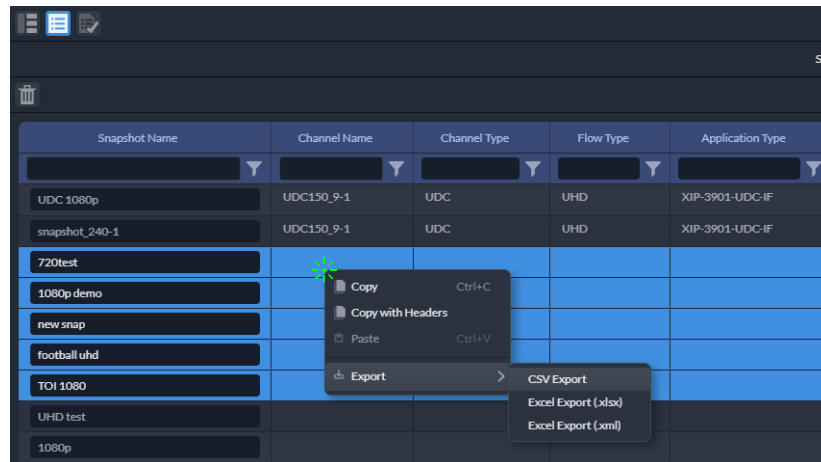 S
Snapshot Name Channel Name Channel Type Flow Type Application Type
UDC 1080p UDC150_9-1 UDC UHD XIP-3901-UDC-IF
snapshot_240-1 UDC150_9-1 UDC UHD XIP-3901-UDC-IF
720test
1080p demo
new snap
football uhd
TOI 1080
UHD test
1080p
Copy Ctrl+C
Copy with Headers
Paste Ctrl+V
Export
CSV Export
Excel Export (.xlsx)
Excel Export (.xml)